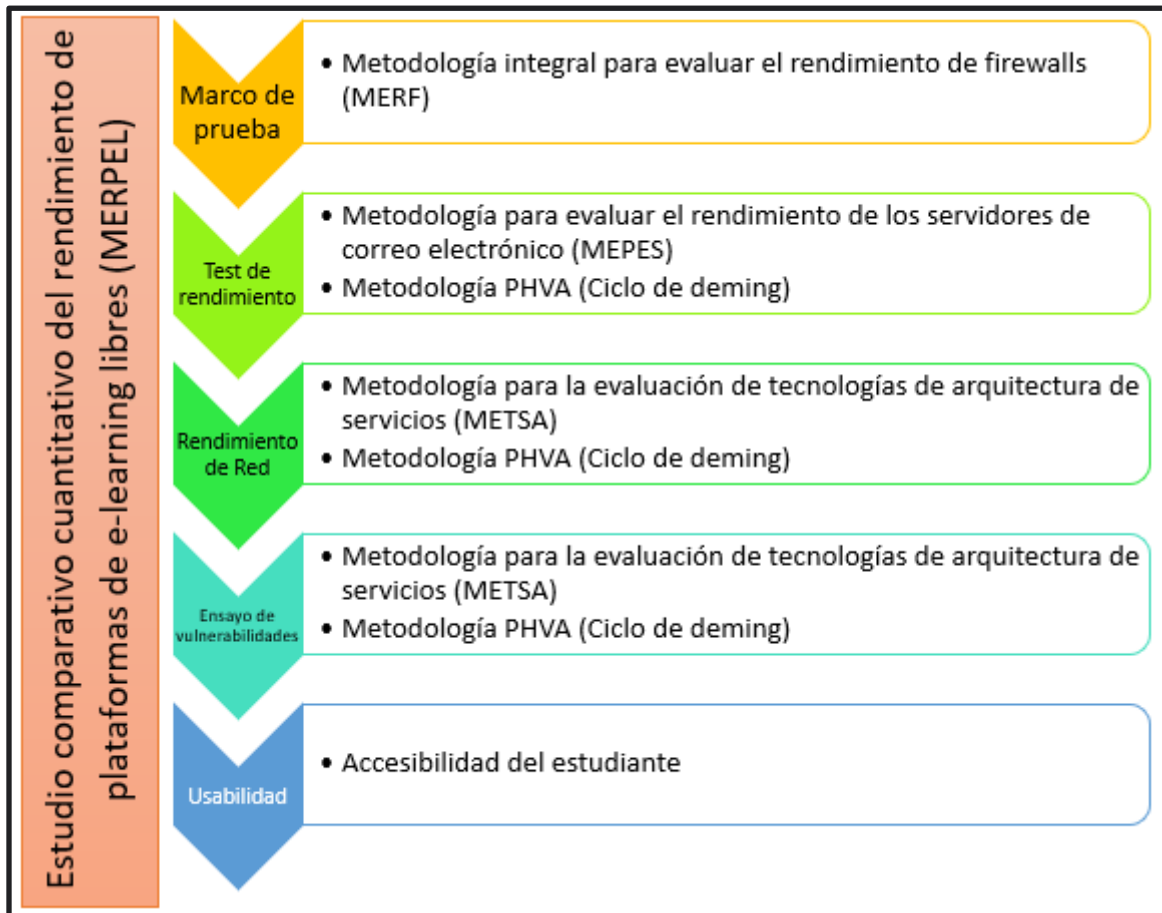 Estudio comparativo cuantitativo del rendimiento de
plataformas de e-learning libres (MERPEL)
Marco de
prueba
• Metodología integral para evaluar el rendimiento de firewalls
(MERF)
Test de
rendimiento
• Metodología para evaluar el rendimiento de los servidores de
correo electrónico (MEPES)
• Metodología PHVA (Ciclo de deming)
Rendimiento
de Red
• Metodología para la evaluación de tecnologías de arquitectura de
servicios (METSA)
• Metodología PHVA (Ciclo de deming)
Ensayo de
vulnerabilidades
• Metodología para la evaluación de tecnologías de arquitectura de
servicios (METSA)
• Metodología PHVA (Ciclo de deming)
Usabilidad
• Accesibilidad del estudiante